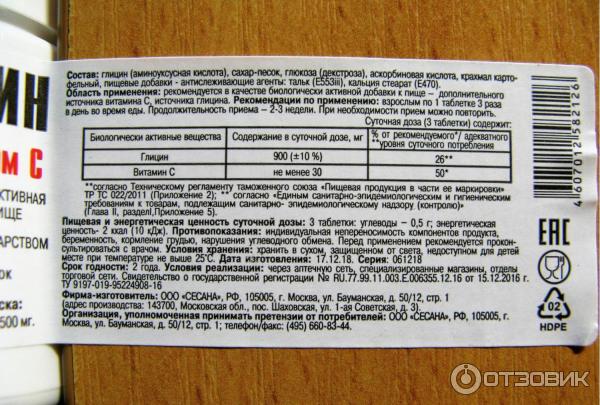 ИН
м С
КТИВНАЯ
ИЩЕ
АРСТВОМ
ОК
ска:
500 мг.
Состав: глицин (аминоуксусная кислота), сахар-песок, глюкоза (декстроза), аскорбиновая кислота, крахмал карто-
фельный, пищевые добавки - антислеживающие агенты: тальк (Е553iii), кальция стеарат (Е470).
Область применения: рекомендуется в качестве биологически активной добавки к пище – дополнительного
источника витамина С, источника глицина. Рекомендации по применению: взрослым по 1 таблетке 3 раза
в день во время еды. Продолжительность приема - 2-3 недели. При необходимости прием можно повторить.
Суточная доза (3 таблетки) содержит:
Биологически активные вещества
Содержание в суточной дозе, мг
% от рекомендуемого*/ адекватного
**уровня суточного потребления
Глицин
900 (±10 %)
26**
Витамин С
не менее 30
50*
*согласно Техническому регламенту таможенного союза «Пищевая продукция в части ее маркировки»
ТР ТС 022/2011 (Приложение 2); **согласно «Единым санитарно-эпидемиологическим и гигиеническим
требованиям к товарам, подлежащим санитарно- эпидемиологическому надзору (контролю)»
(Глава II, раздел I, Приложение 5).
Пищевая и энергетическая ценность суточной дозы: 3 таблетки: углеводы – 0,5 г; энергетическая
ценность- 2 ккал (10 кДж). Противопоказания: индивидуальная непереносимость компонентов продукта,
беременность, кормление грудью, нарушения углеводного обмена. Перед применением рекомендуется прокон-
сультироваться с врачом. Условия хранения: хранить в сухом, защищенном от света, недоступном для детей
месте при температуре не выше 25°С. Дата изготовления: 17.12.18. Серия: 061218
Срок годности: 2 года. Условия реализации: через аптечную сеть, специализированные магазины, отделы
торговой сети. Свидетельство о государственной регистрации № RU.77.99.11.003.Е.006355.12.16 от 15.12.2016 г.
ТУ 9197-019-95224908-16
Фирма-изготовитель: ООО «СЕСАНА», РФ, 105005, г. Москва, ул. Бауманская, д. 50/12, стр. 1
(адрес производства: 143700, Московская обл., пос. Шаховская, ул. 1-ая Советская, д. 3).
Организация, уполномоченная принимать претензии от потребителей: ООО «СЕСАНА», РФ, 105005, г.
Москва, ул. Бауманская, д. 50/12, стр. 1; телефон/факс: (495) 660-83-44.
4607012582126
ЕАС
02
HDPE
ОТЗОВИК